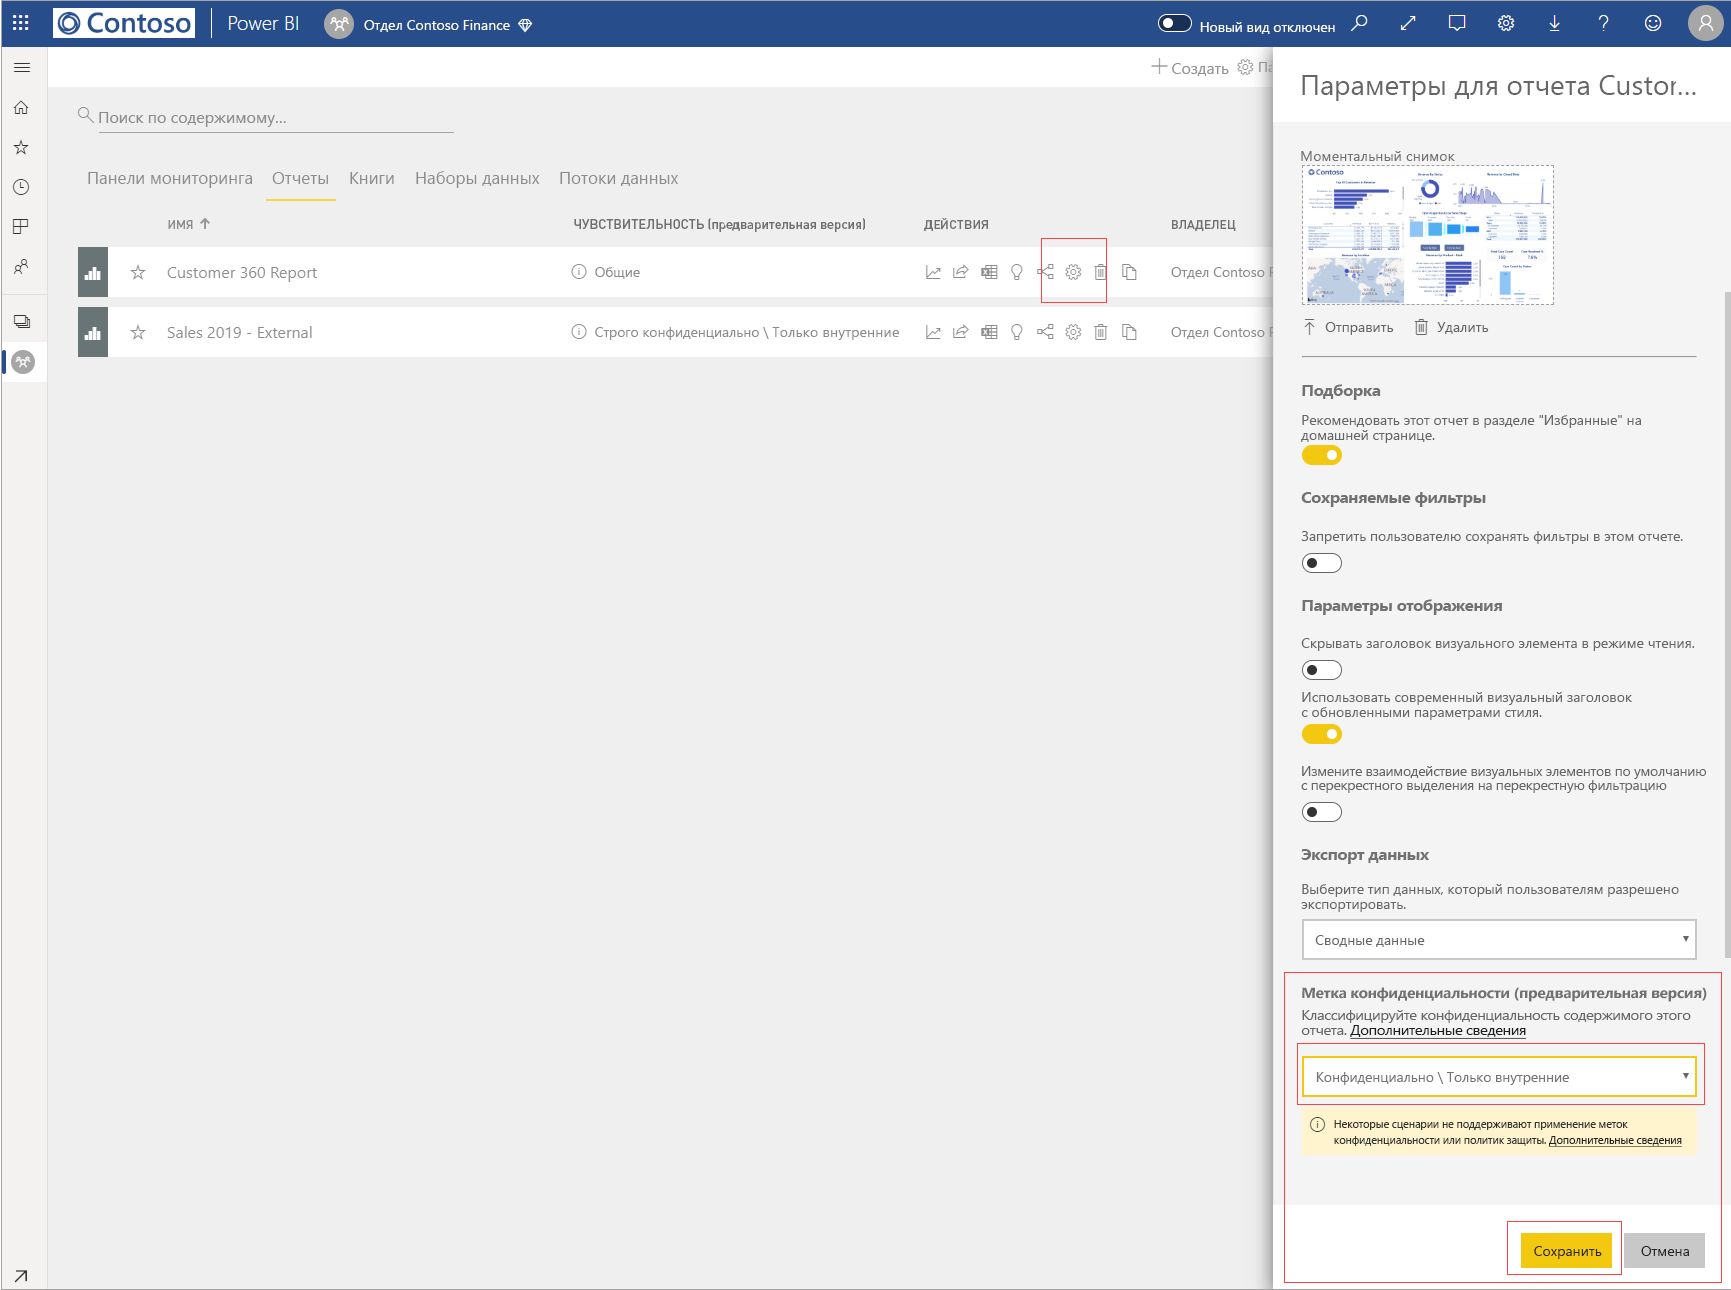 Contoso
Power BI
Отдел Contoso Finance
Новый вид отключен
Создать
Па
Поиск по содержимому...
Панели мониторинга Отчеты Книги Наборы данных Потоки данных
ИМЯ ЧУВСТВИТЕЛЬНОСТЬ (предварительная версия) ДЕЙСТВИЯ ВЛАДЕЛЕЦ
Customer 360 Report Общие Отдел Contoso F
Sales 2019 - External Строго конфиденциально \ Только внутренние Отдел Contoso F
Параметры для отчета Custor...
Моментальный снимок
Contoso
Отправить Удалить
Подборка
Рекомендовать этот отчет в разделе "Избранные" на
домашней странице.
Сохраняемые фильтры
Запретить пользователю сохранять фильтры в этом отчете.
Параметры отображения
Скрывать заголовок визуального элемента в режиме чтения.
Использовать современный визуальный заголовок
с обновленными параметрами стиля.
Измените взаимодействие визуальных элементов по умолчанию
с перекрестного выделения на перекрестную фильтрацию
Экспорт данных
Выберите тип данных, который пользователям разрешено
экспортировать.
Сводные данные
Метка конфиденциальности (предварительная версия)
Классифицируйте конфиденциальность содержимого этого
отчета. Дополнительные сведения
Конфиденциально \ Только внутренние
Некоторые сценарии не поддерживают применение меток
конфиденциальности или политик защиты. Дополнительные сведения
Сохранить Отмена